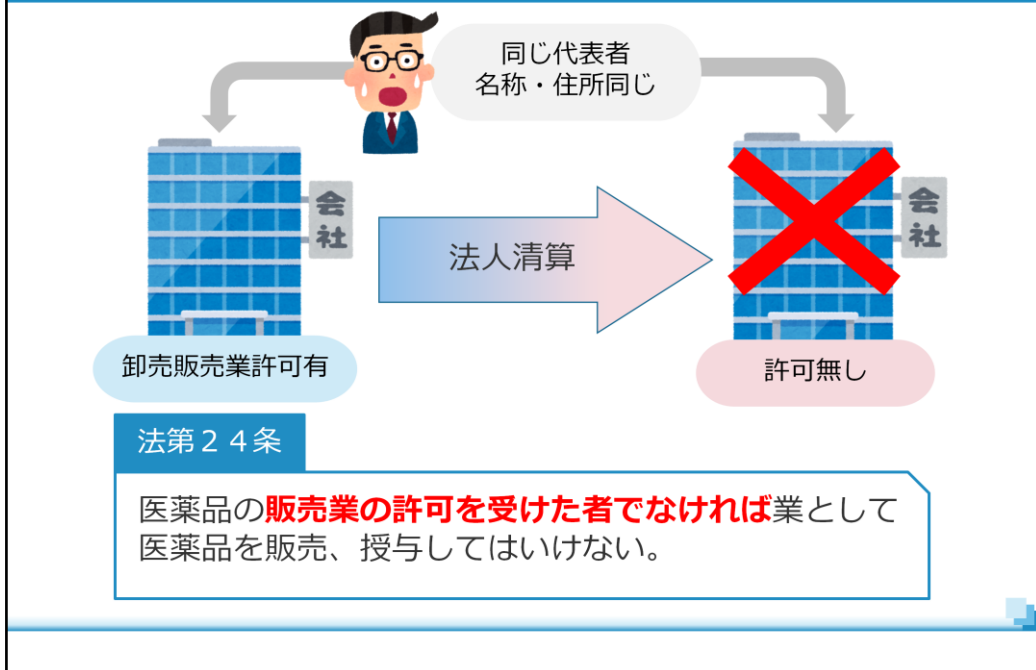 同じ代表者
名称・住所同じ
会社
法人清算
会社
卸売販売業許可有
許可無し
法第２４条
医薬品の販売業の許可を受けた者でなければ業として
医薬品を販売、授与してはいけない。